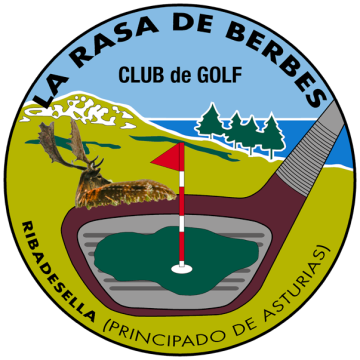 LA RASA DE BERBES
CLUB de GOLF
RIBADESELLA (PRINCIPADO DE ASTURIAS)